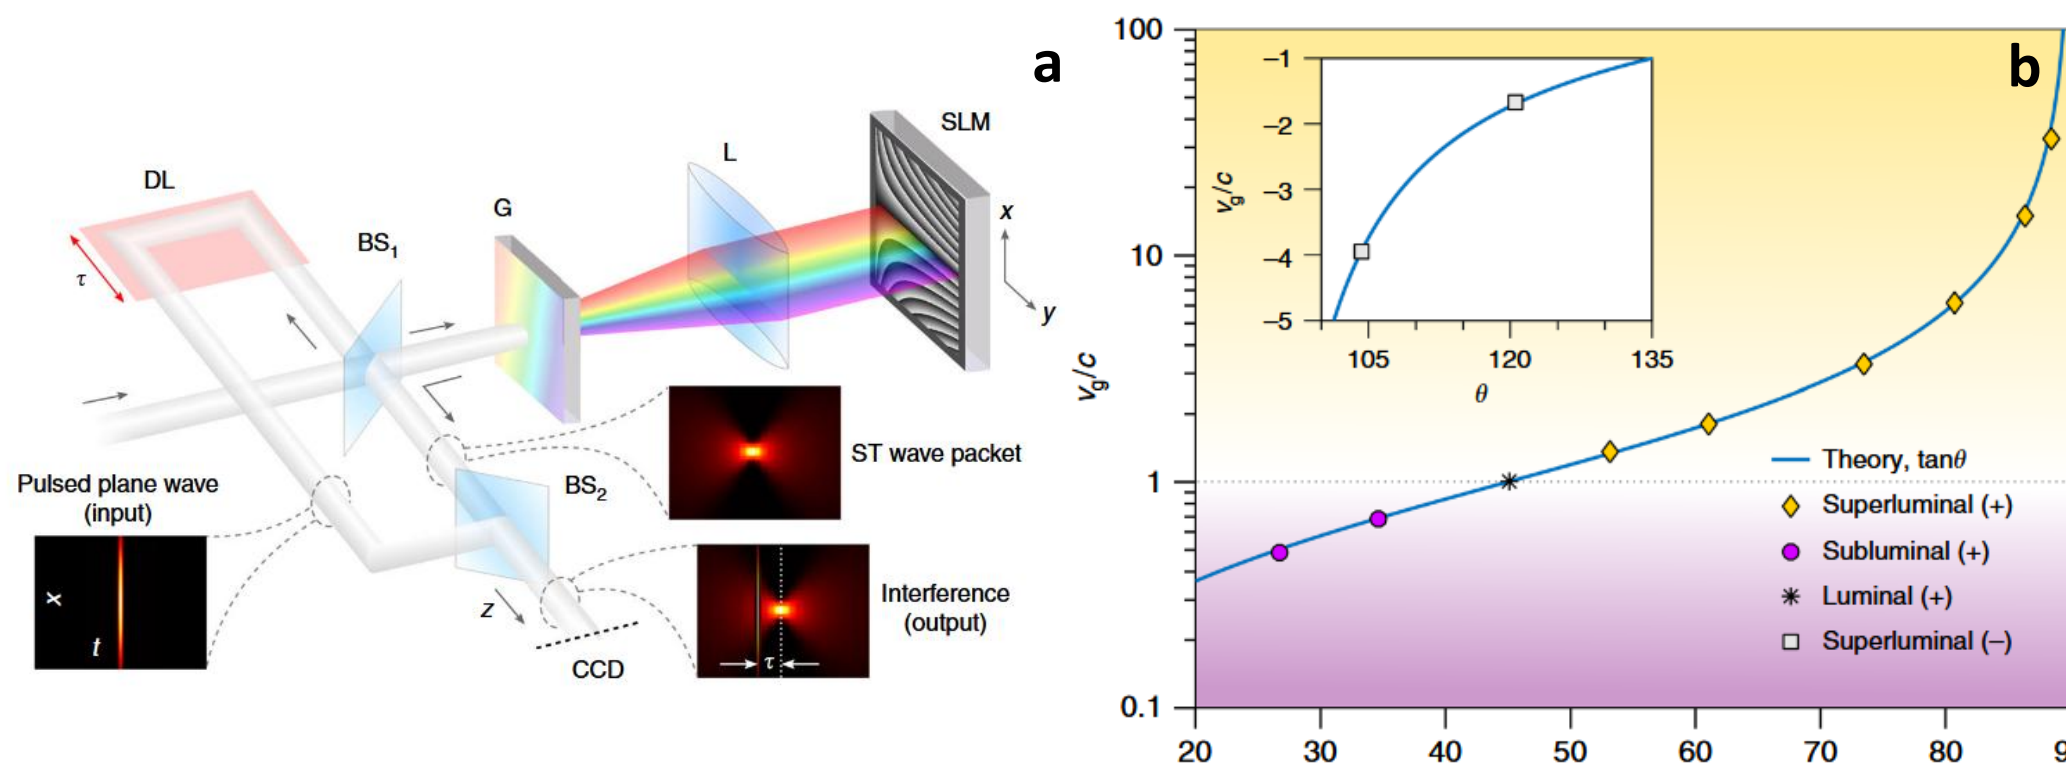 a
DL
τ
BS1
G
L
SLM
x
y
ST wave packet
Pulsed plane wave
(input)
x
t
BS2
z
Interference
(output)
τ
CCD
b
100
10
1
0.1
vg/c
20
30
40
50
60
70
80
9
–1
–2
–3
–4
–5
vg/c
105
120
135
θ
Theory, tanθ
Superluminal (+)
Subluminal (+)
Luminal (+)
Superluminal (–)